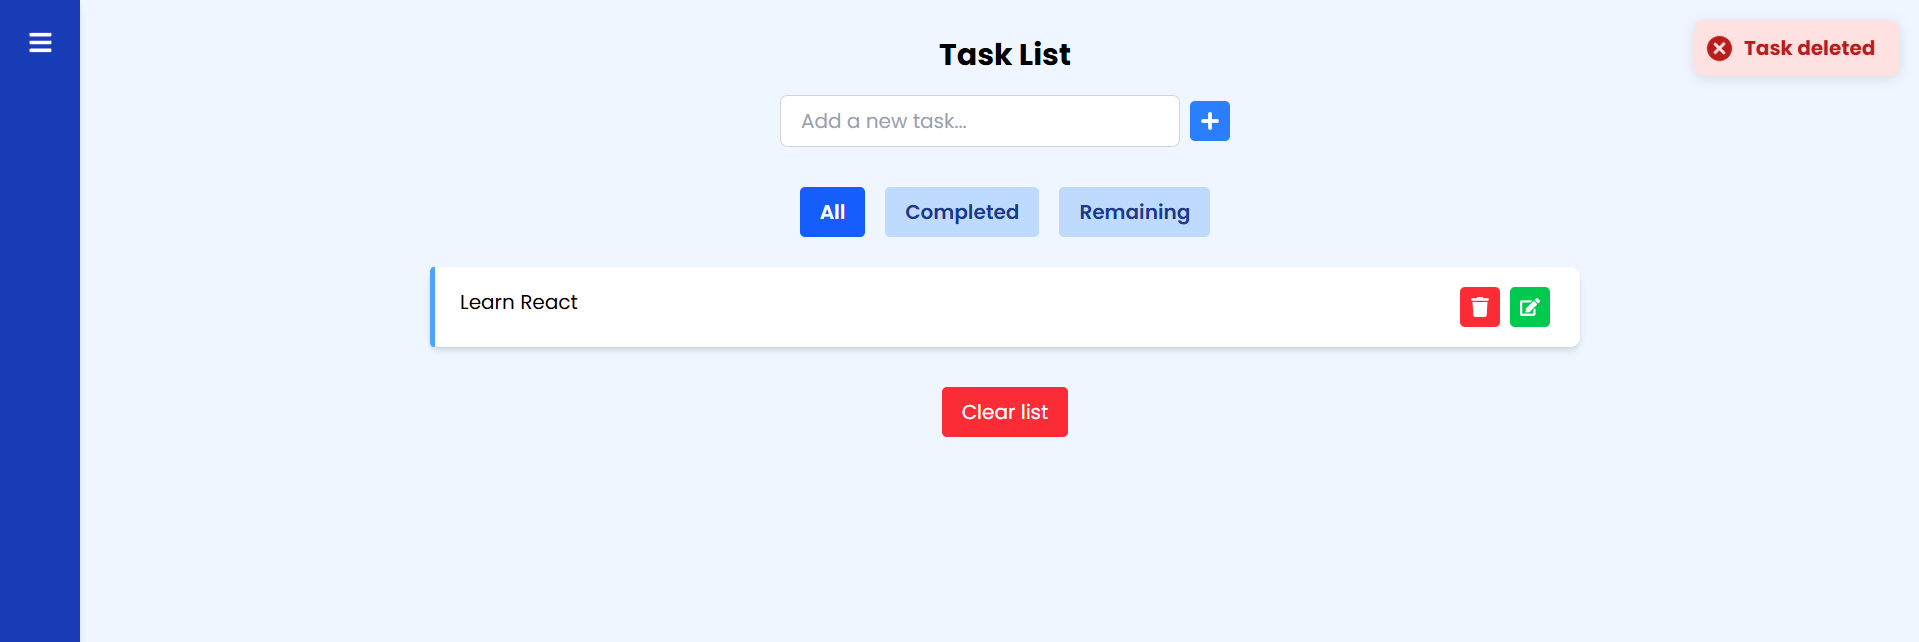 Task List
Task deleted
Add a new task...
All
Completed
Remaining
Learn React
Clear list